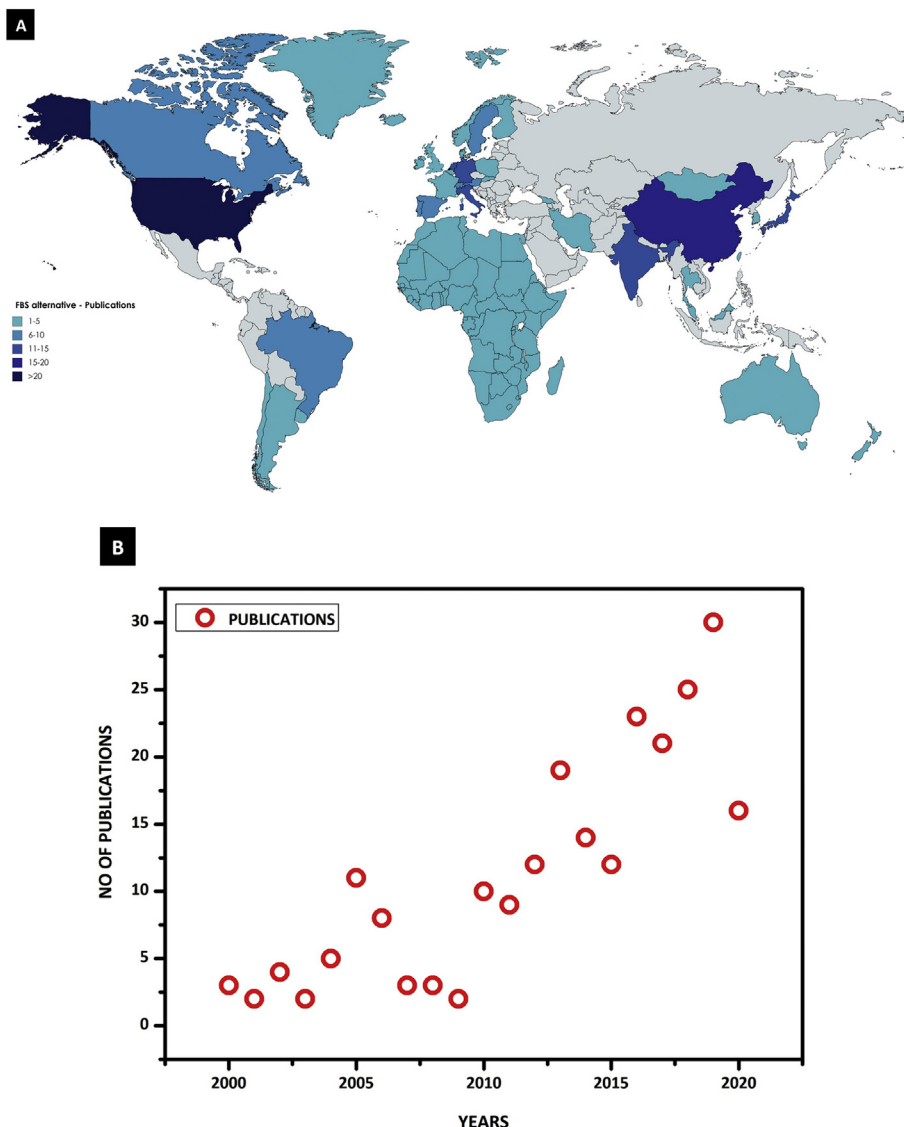 A
FBS alternative - Publications
1-5
6-10
11-15
15-20
>20
B
PUBLICATIONS
30
25
20
15
10
5
0
NO OF PUBLICATIONS
2000 2005 2010 2015 2020
YEARS